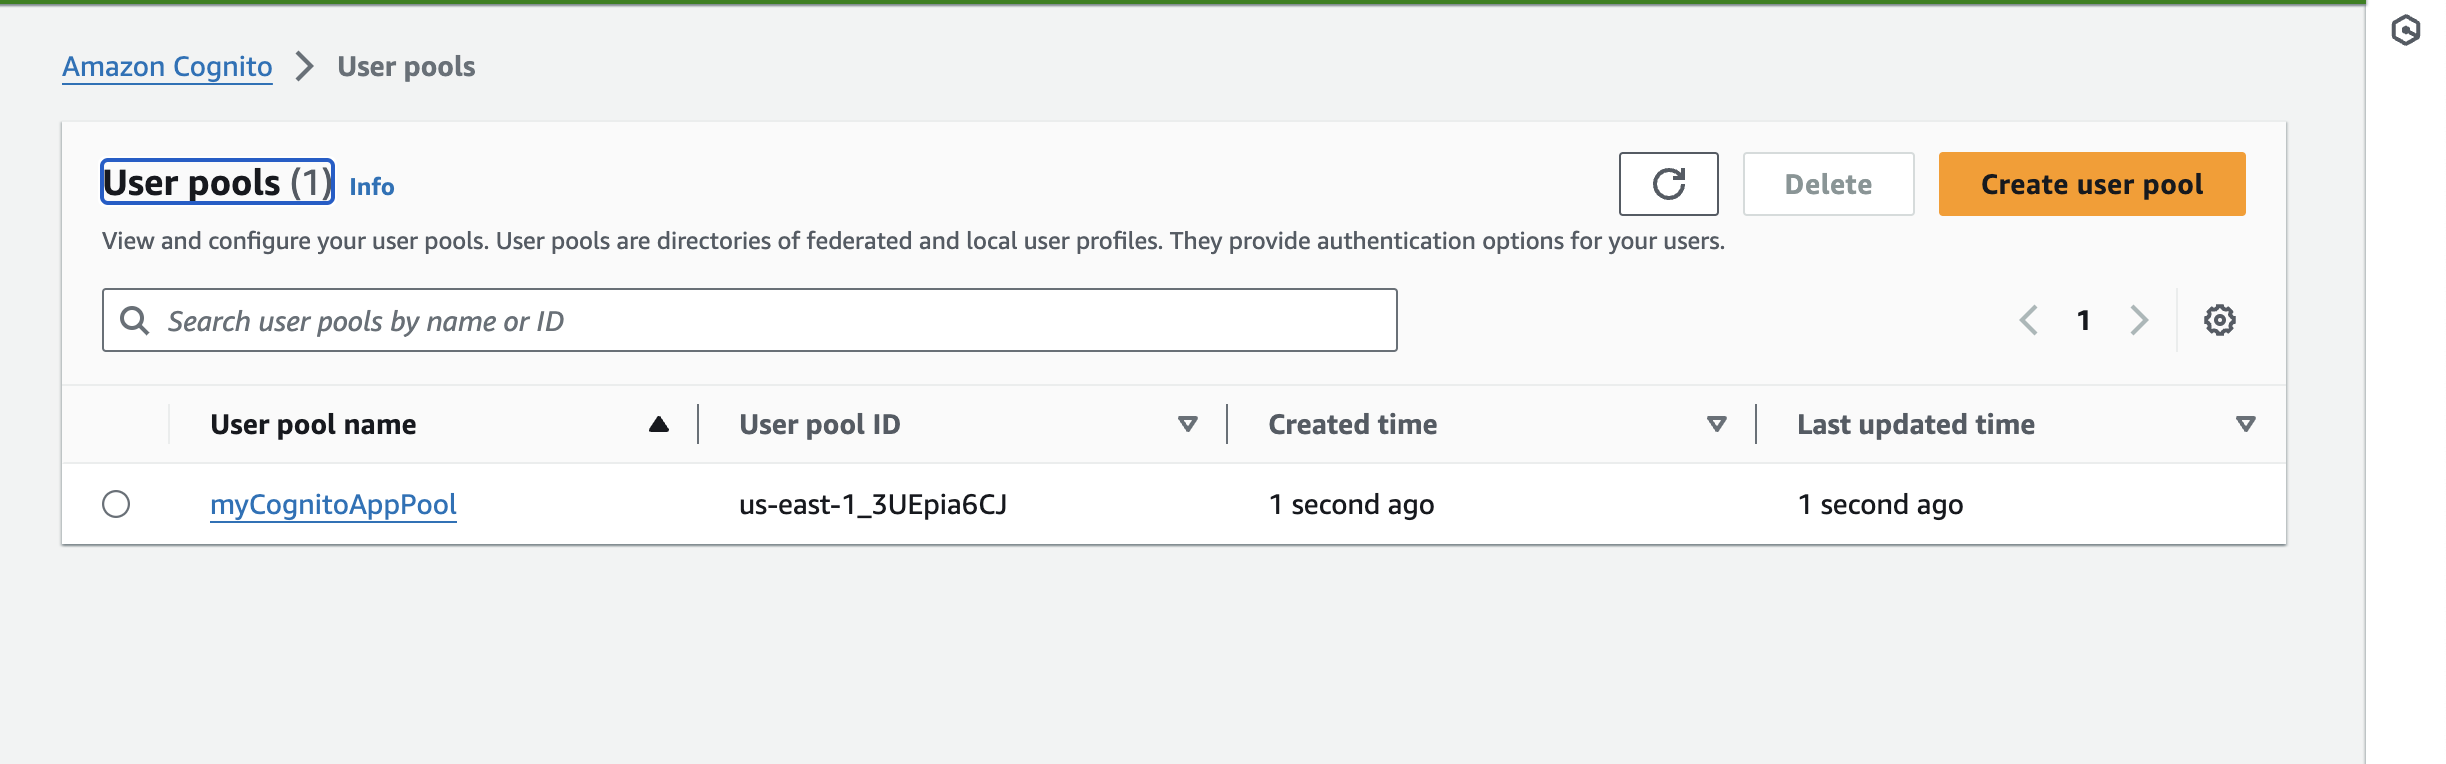 Amazon Cognito User pools
User pools (1) Info
Delete
Create user pool
View and configure your user pools. User pools are directories of federated and local user profiles. They provide authentication options for your users.
Search user pools by name or ID
1
User pool name User pool ID Created time Last updated time
myCognitoAppPool us-east-1_3UEpia6CJ 1 second ago 1 second ago